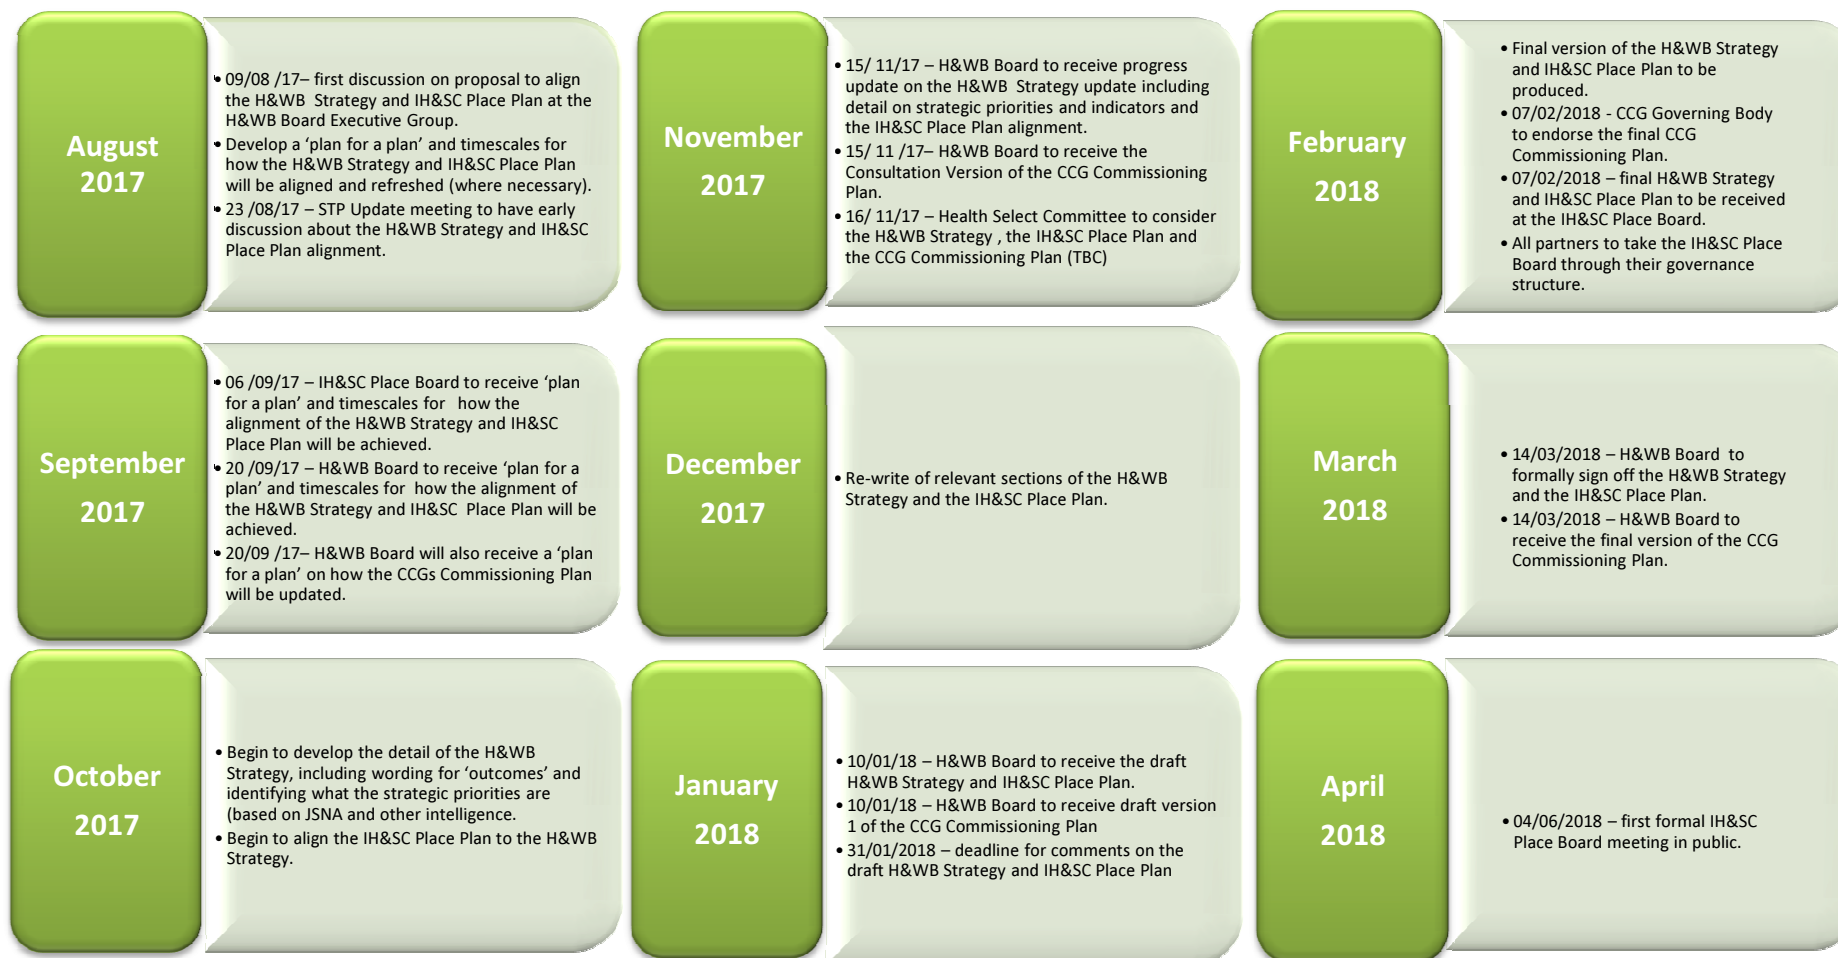 August
2017
• 09/08 /17– first discussion on proposal to align
the H&WB Strategy and IH&SC Place Plan at the
H&WB Board Executive Group.
• Develop a ‘plan for a plan’ and timescales for
how the H&WB Strategy and IH&SC Place Plan
will be aligned and refreshed (where necessary).
• 23 /08/17 – STP Update meeting to have early
discussion about the H&WB Strategy and IH&SC
Place Plan alignment.
September
2017
• 06 /09/17 – IH&SC Place Board to receive ‘plan
for a plan’ and timescales for how the
alignment of the H&WB Strategy and IH&SC
Place Plan will be achieved.
• 20 /09/17 – H&WB Board to receive ‘plan for a
plan’ and timescales for how the alignment of
the H&WB Strategy and IH&SC Place Plan will be
achieved.
• 20/09 /17– H&WB Board will also receive a ‘plan
for a plan’ on how the CCGs Commissioning Plan
will be updated.
October
2017
• Begin to develop the detail of the H&WB
Strategy, including wording for ‘outcomes’ and
identifying what the strategic priorities are
(based on JSNA and other intelligence.
• Begin to align the IH&SC Place Plan to the H&WB
Strategy.
November
2017
• 15/ 11/17 – H&WB Board to receive progress
update on the H&WB Strategy update including
detail on strategic priorities and indicators and
the IH&SC Place Plan alignment.
• 15/ 11 /17– H&WB Board to receive the
Consultation Version of the CCG Commissioning
Plan.
• 16/ 11/17 – Health Select Committee to consider
the H&WB Strategy , the IH&SC Place Plan and
the CCG Commissioning Plan (TBC)
December
2017
• Re-write of relevant sections of the H&WB
Strategy and the IH&SC Place Plan.
January
2018
• 10/01/18 – H&WB Board to receive the draft
H&WB Strategy and IH&SC Place Plan.
• 10/01/18 – H&WB Board to receive draft version
1 of the CCG Commissioning Plan
• 31/01/2018 – deadline for comments on the
draft H&WB Strategy and IH&SC Place Plan
February
2018
• Final version of the H&WB Strategy
and IH&SC Place Plan to be
produced.
• 07/02/2018 - CCG Governing Body
to endorse the final CCG
Commissioning Plan.
• 07/02/2018 – final H&WB Strategy
and IH&SC Place Plan to be received
at the IH&SC Place Board.
• All partners to take the IH&SC Place
Board through their governance
structure.
March
2018
• 14/03/2018 – H&WB Board to
formally sign off the H&WB Strategy
and the IH&SC Place Plan.
• 14/03/2018 – H&WB Board to
receive the final version of the CCG
Commissioning Plan.
April
2018
• 04/06/2018 – first formal IH&SC
Place Board meeting in public.